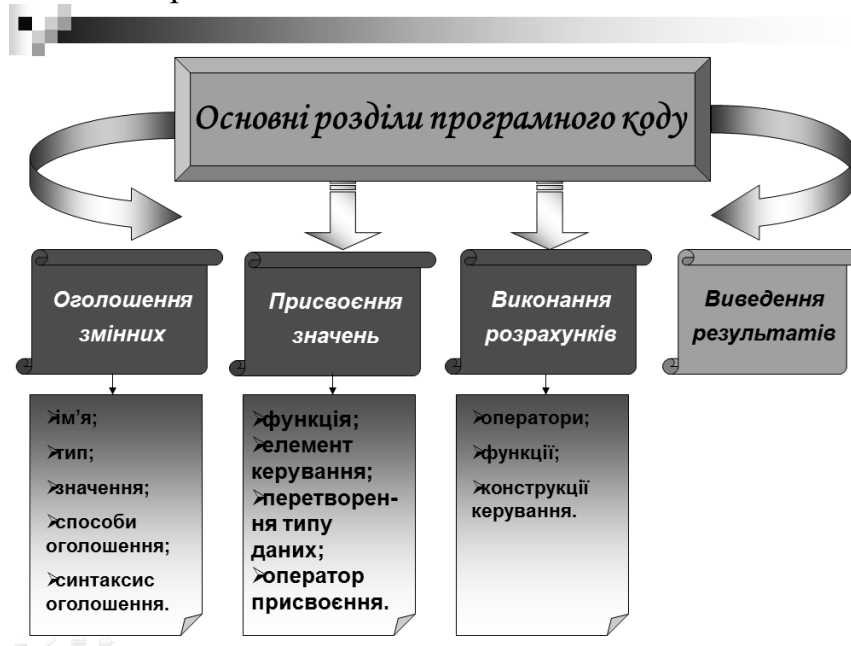 Основні розділи програмного коду
Оголошення
змінних
Присвоєння
значень
Виконання
розрахунків
Виведення
результатів
➢ім’я;
➢тип;
➢значення;
➢способи
оголошення;
➢синтаксис
оголошення.
➢функція;
➢елемент
керування;
➢перетворен-
ня типу
даних;
➢оператор
присвоєння.
➢оператори;
➢функції;
➢конструкції
керування.